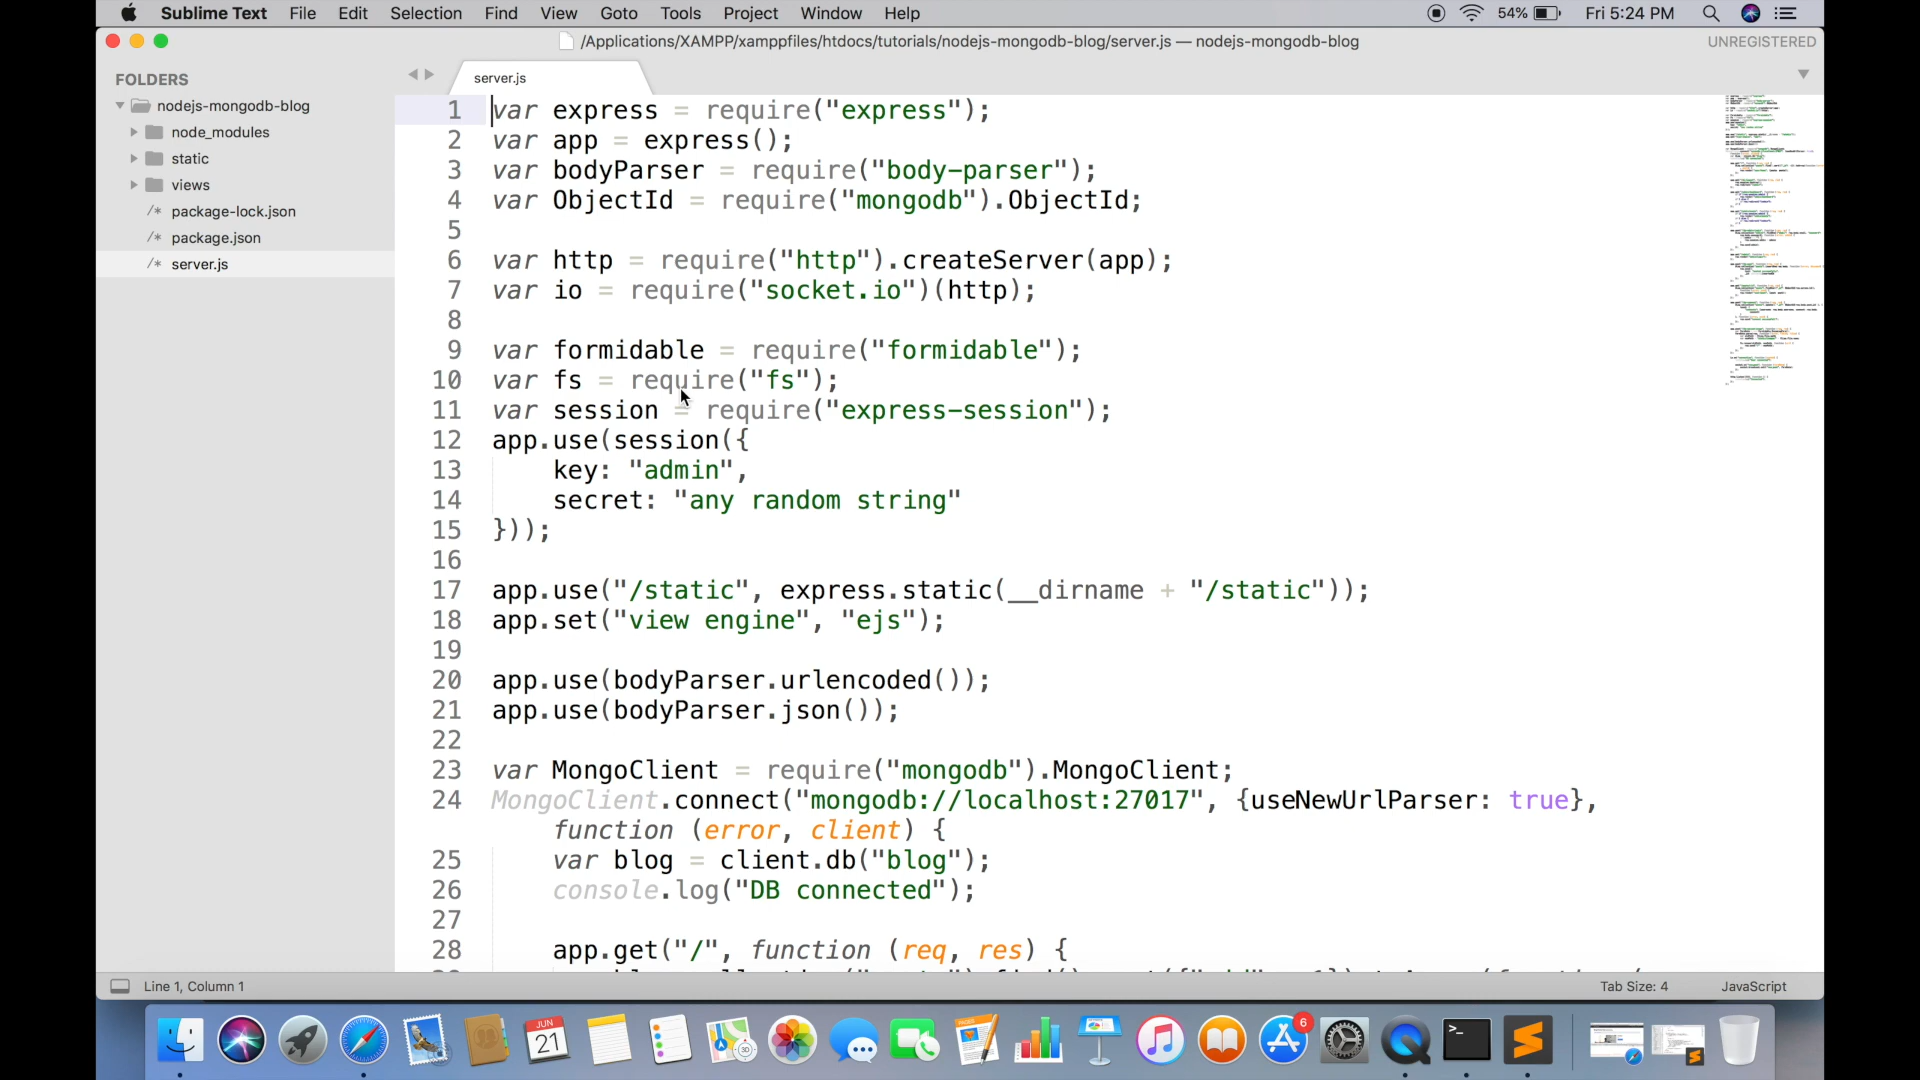 Sublime Text File Edit Selection Find View Goto Tools Project Window Help 54% Fri 5:24 PM
/Applications/XAMPP/xamppfiles/htdocs/tutorials/nodejs-mongodb-blog/server.js — nodejs-mongodb-blog UNREGISTERED
FOLDERS
nodejs-mongodb-blog
node_modules
static
views
/* package-lock.json
/* package.json
/* server.js
server.js
1 var express = require("express");
2 var app = express();
3 var bodyParser = require("body-parser");
4 var ObjectId = require("mongodb").ObjectId;
5
6 var http = require("http").createServer(app);
7 var io = require("socket.io")(http);
8
9 var formidable = require("formidable");
10 var fs = require("fs");
11 var session = require("express-session");
12 app.use(session({
13 key: "admin",
14 secret: "any random string"
15 }));
16
17 app.use("/static", express.static(__dirname + "/static"));
18 app.set("view engine", "ejs");
19
20 app.use(bodyParser.urlencoded());
21 app.use(bodyParser.json());
22
23 var MongoClient = require("mongodb").MongoClient;
24 MongoClient.connect("mongodb://localhost:27017", {useNewUrlParser: true},
function (error, client) {
25 var blog = client.db("blog");
26 console.log("DB connected");
27
28 app.get("/", function (req, res) {
Line 1, Column 1 Tab Size: 4 JavaScript
JUN
21
6